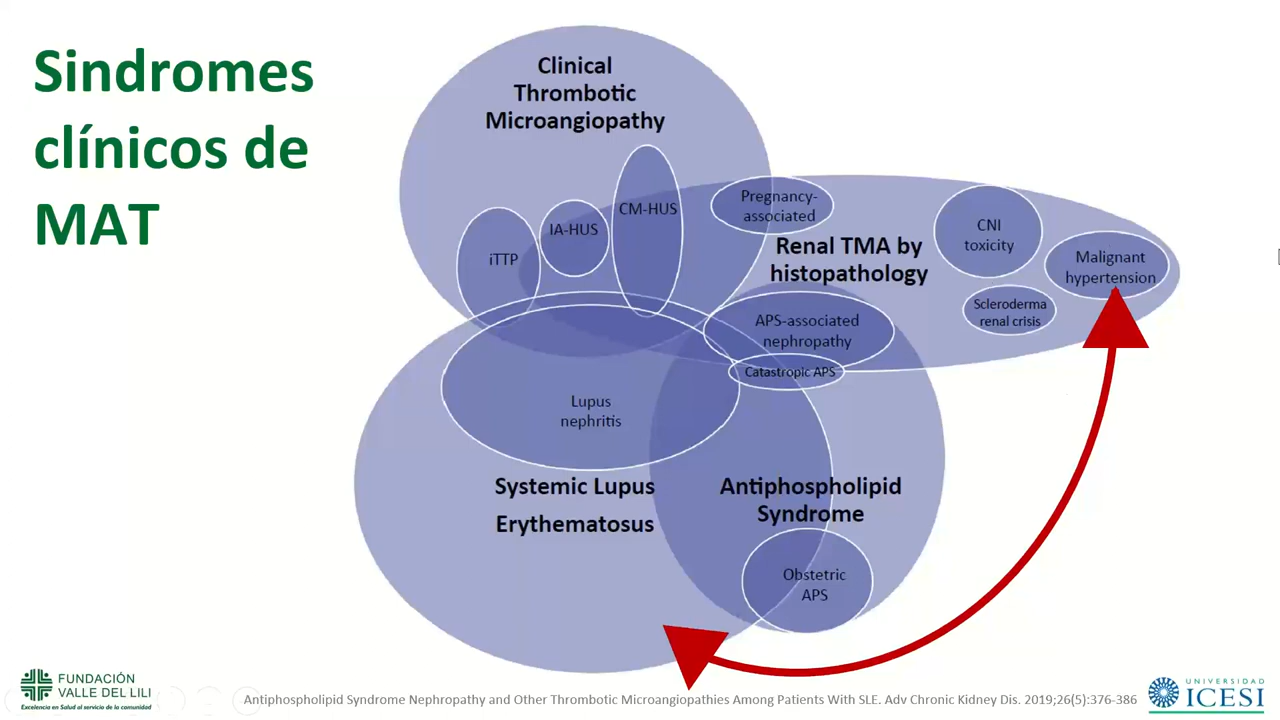 Sindromes
clínicos de
MAT
Clinical
Thrombotic
Microangiopathy
iTTP
IA-HUS
CM-HUS
Pregnancy-
associated
Renal TMA by
histopathology
CNI
toxicity
Malignant
hypertension
Scleroderma
renal crisis
APS-associated
nephropathy
Catastropic APS
Lupus
nephritis
Systemic Lupus
Erythematosus
Antiphospholipid
Syndrome
Obstetric
APS
FUNDACIÓN
VALLE DEL LILI
Excelencia en Salud al servicio de la comunidad
Antiphospholipid Syndrome Nephropathy and Other Thrombotic Microangiopathies Among Patients With SLE. Adv Chronic Kidney Dis. 2019;26(5):376-386
UNIVERSIDAD
ICESI